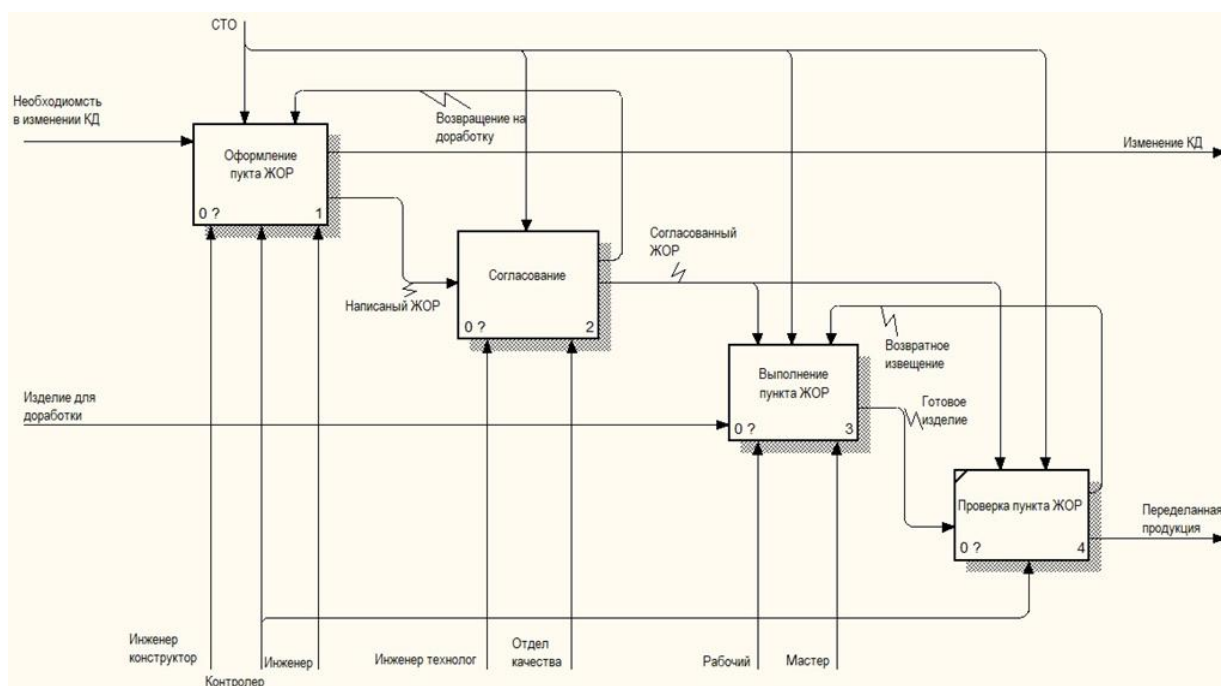 СТО
Необходиомсть
в изменении КД
Возвращение на
доработку
Изменение КД
Оформление
пукта ЖОР
0 ?
1
Согласованный
ЖОР
Согласование
Написаный ЖОР
0 ?
2
Возвратное
извещение
Выполнение
пункта ЖОР
Изделие для
доработки
Готовое
изделие
0 ?
3
Проверка пункта ЖОР
Переделанная
продукция
0 ?
4
Инженер
конструктор
Контролер
Инженер
Инженер технолог
Отдел
качества
Рабочий
Мастер